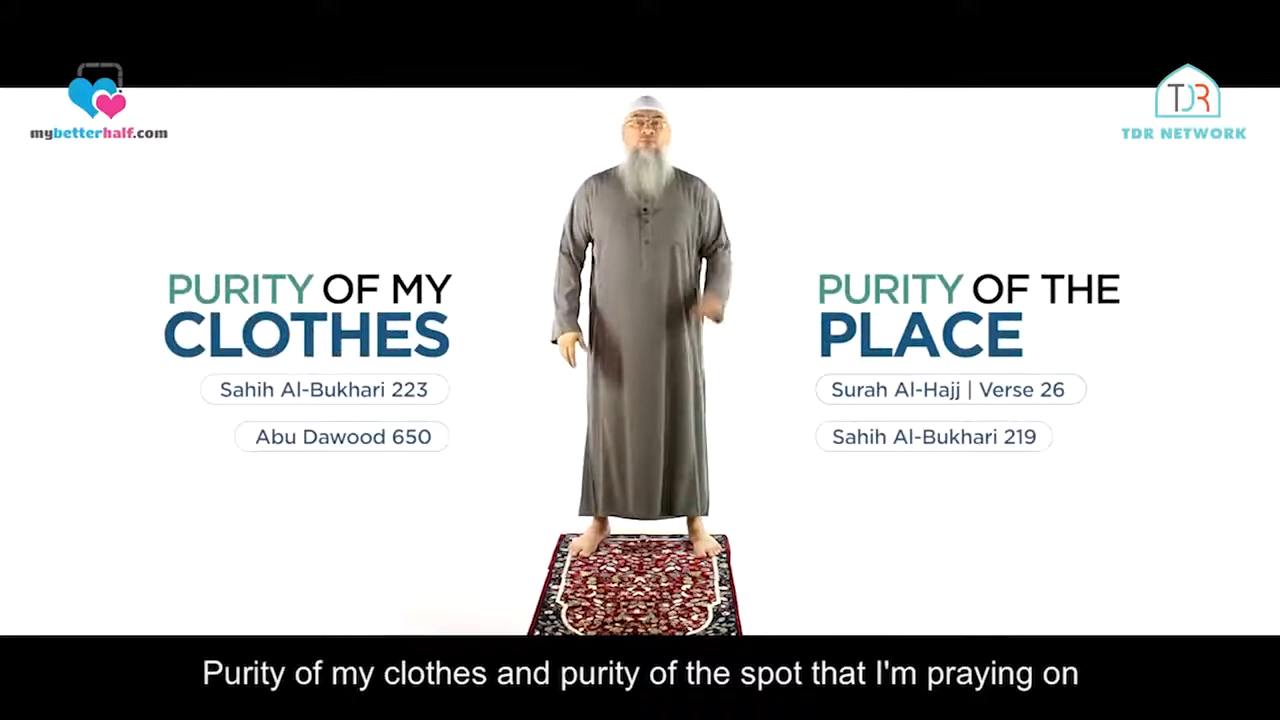 mybetterhalf.com
TDR
TDR NETWORK
PURITY OF MY
CLOTHES
Sahih Al-Bukhari 223
Abu Dawood 650
PURITY OF THE
PLACE
Surah Al-Hajj | Verse 26
Sahih Al-Bukhari 219
Purity of my clothes and purity of the spot that I'm praying on